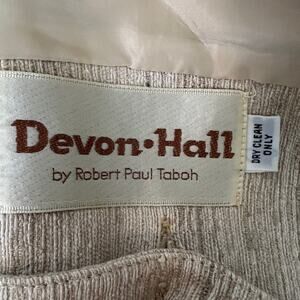 Devon•Hall
by Robert Paul Taboh
DRY CLEAN
ONLY